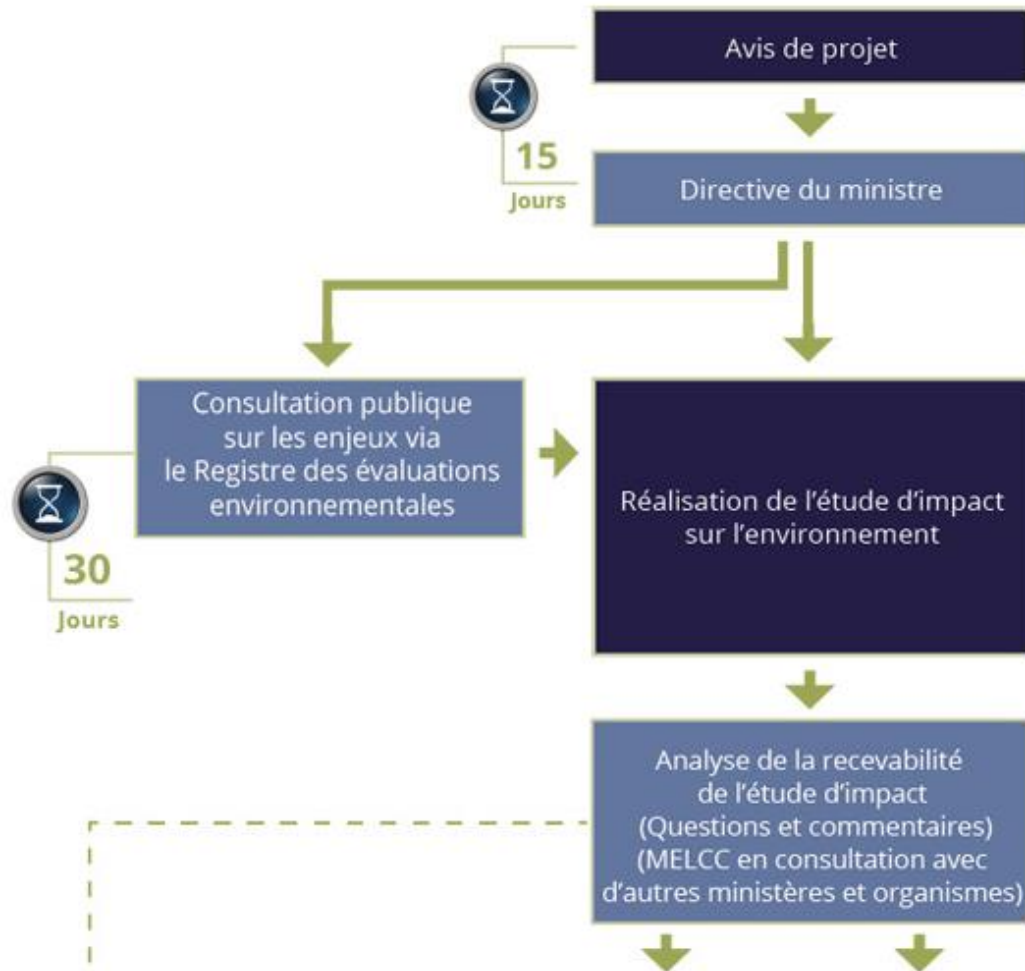 Avis de projet
15
Jours
Directive du ministre
Consultation publique
sur les enjeux via
le Registre des évaluations
environnementales
30
Jours
Réalisation de l'étude d'impact
sur l'environnement
Analyse de la recevabilité
de l'étude d'impact
(Questions et commentaires)
(MELCC en consultation avec
d'autres ministères et organismes)